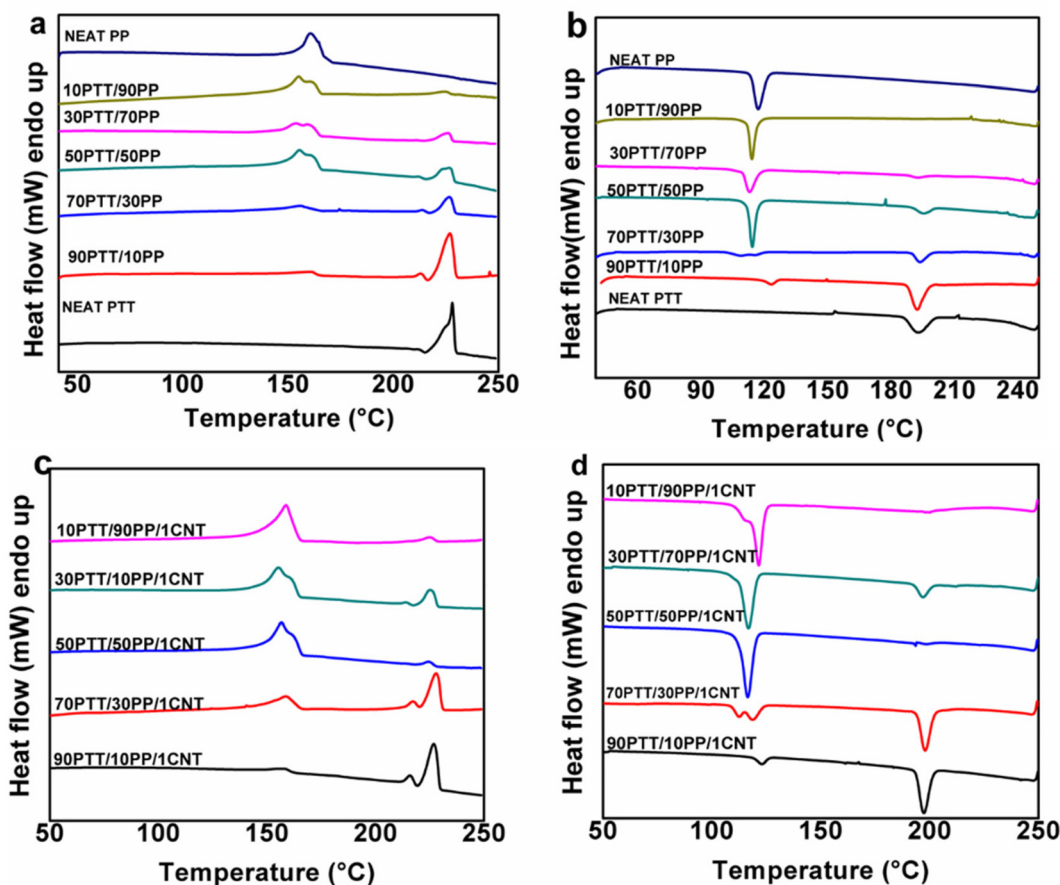 a
Heat flow (mW) endo up
NEAT PP
10PTT/90PP
30PTT/70PP
50PTT/50PP
70PTT/30PP
90PTT/10PP
NEAT PTT
50 100 150 200 250
Temperature (°C)
b
Heat flow(mW) endo up
NEAT PP
10PTT/90PP
30PTT/70PP
50PTT/50PP
70PTT/30PP
90PTT/10PP
NEAT PTT
60 90 120 150 180 210 240
Temperature (°C)
c
Heat flow (mW) endo up
10PTT/90PP/1CNT
30PTT/10PP/1CNT
50PTT/50PP/1CNT
70PTT/30PP/1CNT
90PTT/10PP/1CNT
50 100 150 200 250
Temperature (°C)
d
Heat flow (mW) endo up
10PTT/90PP/1CNT
30PTT/70PP/1CNT
50PTT/50PP/1CNT
70PTT/30PP/1CNT
90PTT/10PP/1CNT
50 100 150 200 250
Temperature (°C)